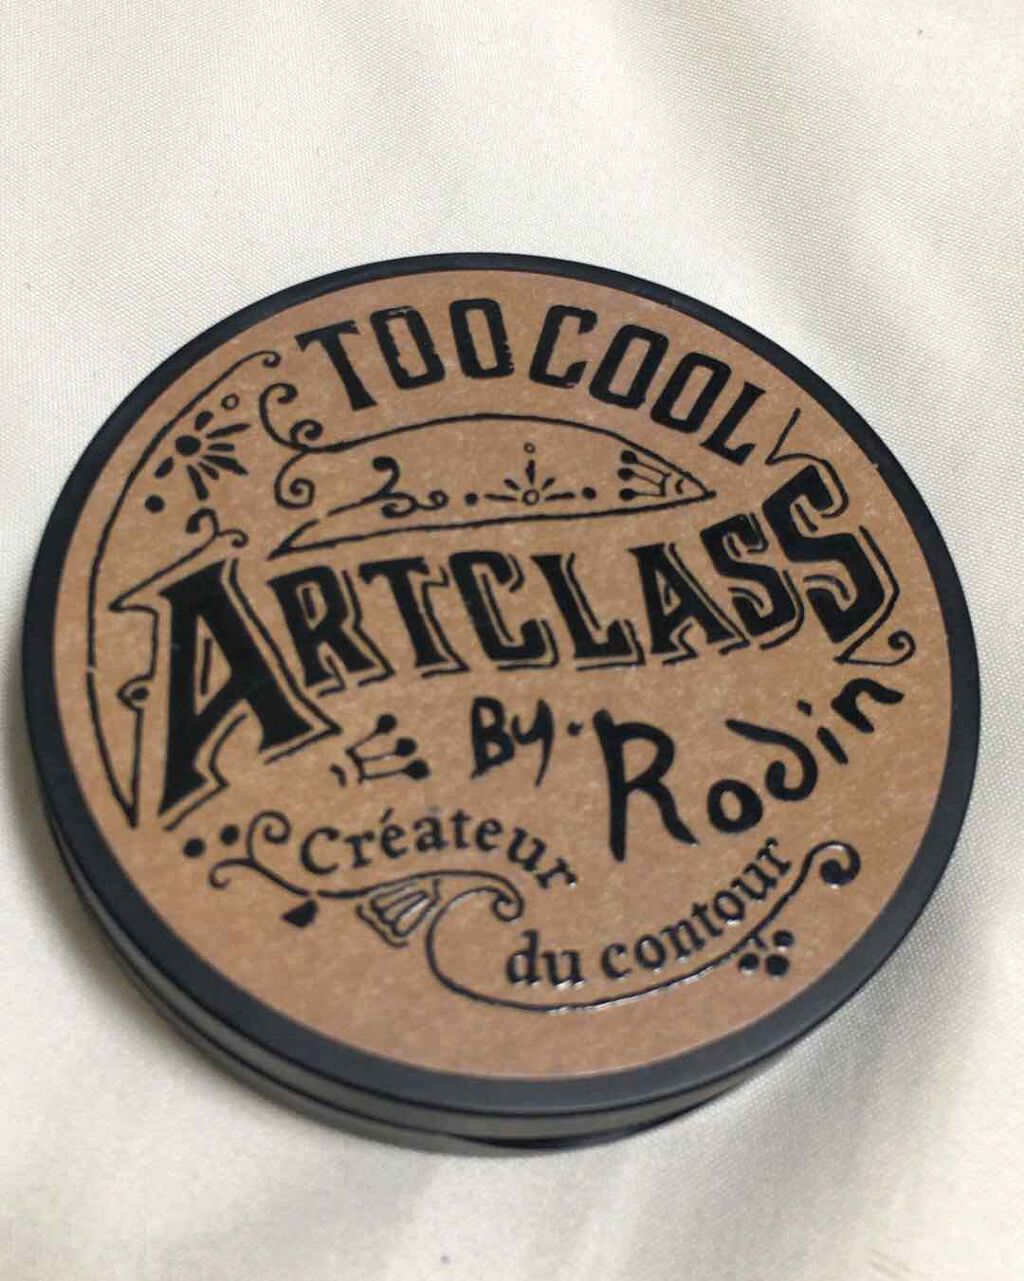 TOO COOL
ARTCLASS
By. Rodin
Créateur
du contour